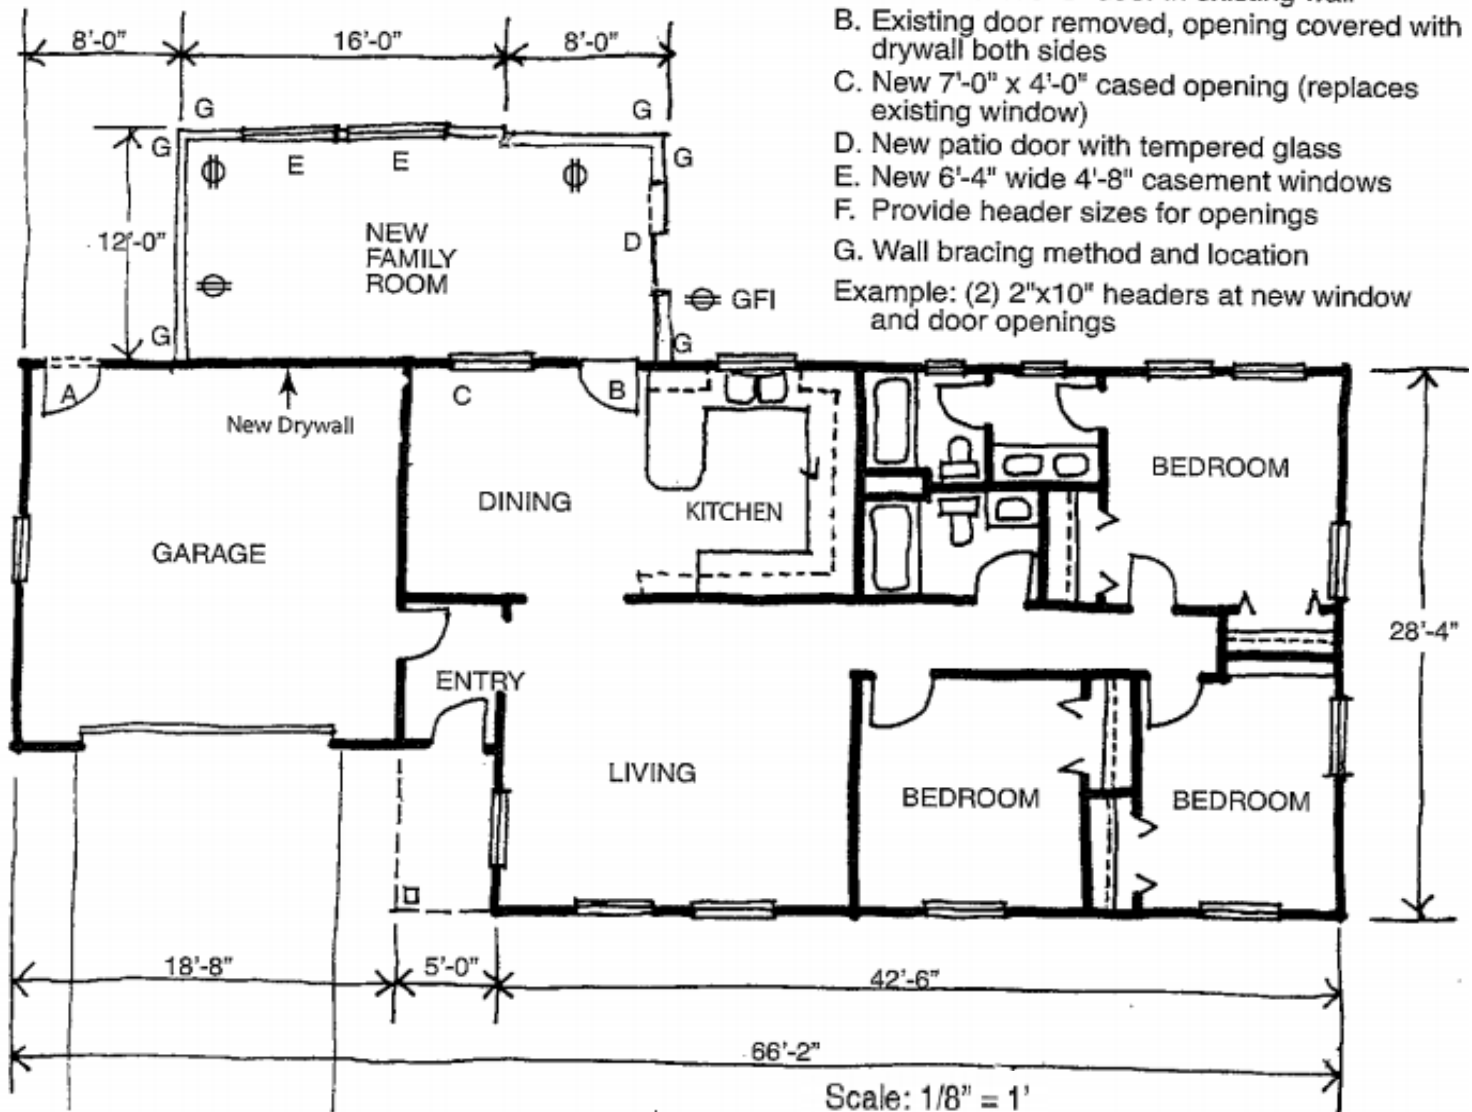 B. Existing door removed, opening covered with
drywall both sides
C. New 7'-0" x 4'-0" cased opening (replaces
existing window)
D. New patio door with tempered glass
E. New 6'-4" wide 4'-8" casement windows
F. Provide header sizes for openings
G. Wall bracing method and location
Example: (2) 2"x10" headers at new window
and door openings
8'-0"
16'-0"
8'-0"
G
G
G
G
E
E
12'-0"
NEW
FAMILY
ROOM
D
GFI
G
G
A
New Drywall
C
B
DINING
KITCHEN
GARAGE
BEDROOM
28'-4"
ENTRY
LIVING
BEDROOM
BEDROOM
18'-8"
5'-0"
42'-6"
66'-2"
Scale: 1/8" = 1'